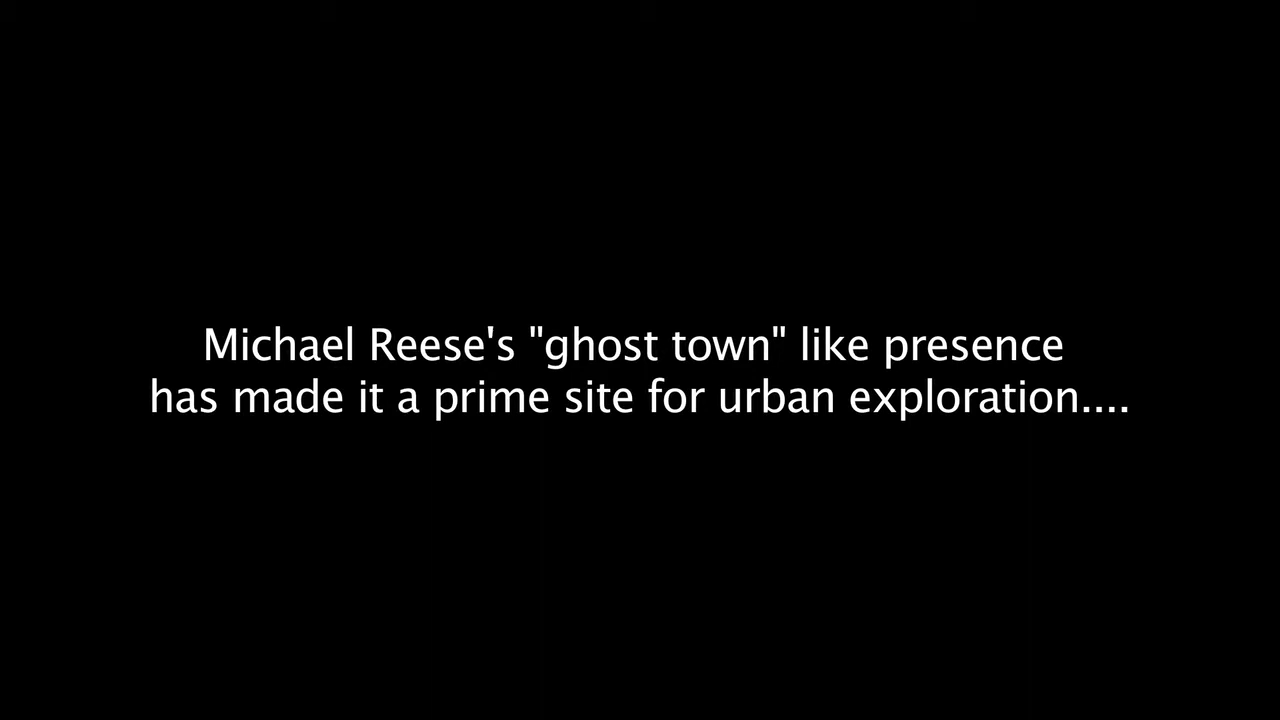 Michael Reese's "ghost town" like presence
has made it a prime site for urban exploration....